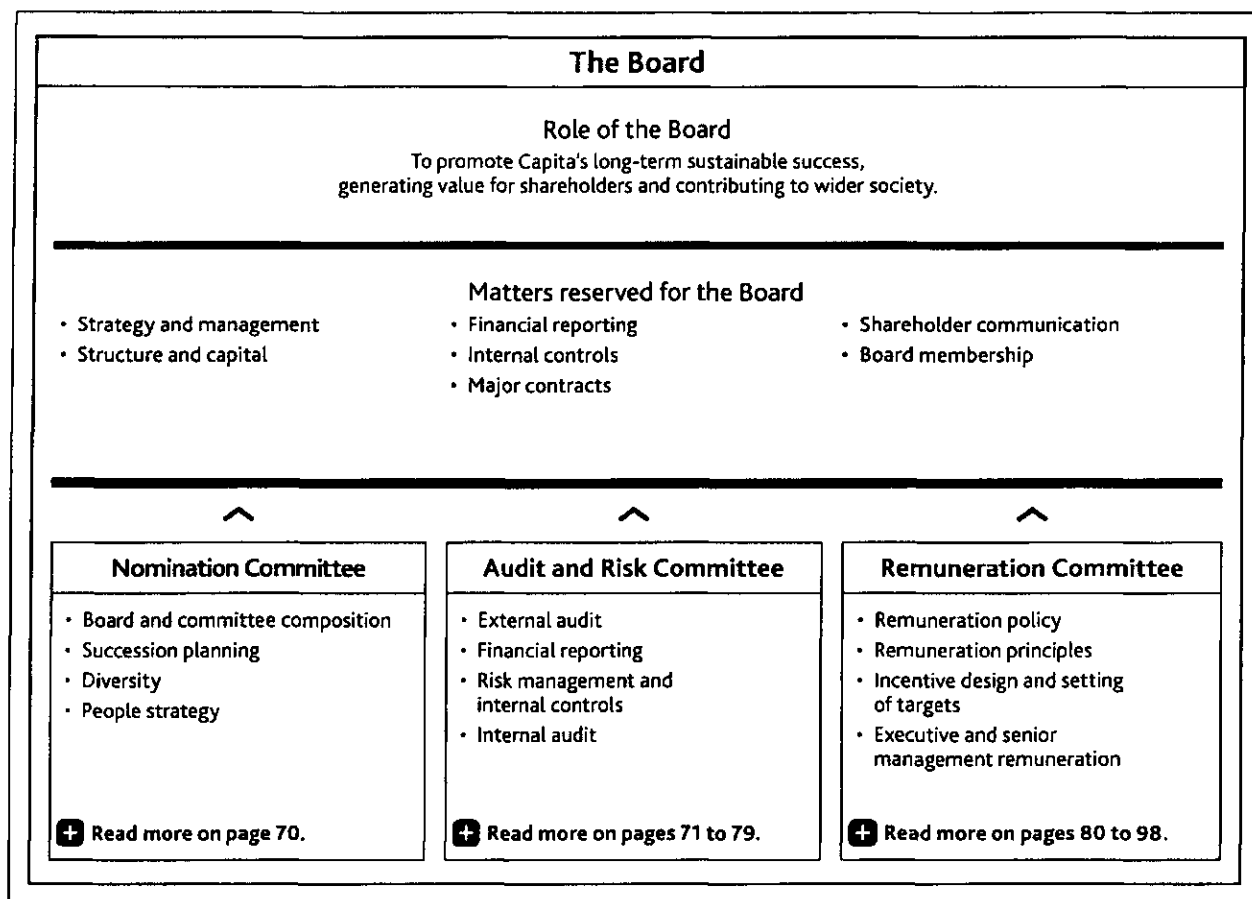 The Board
Role of the Board
To promote Capita's long-term sustainable success,
generating value for shareholders and contributing to wider society.
Matters reserved for the Board
• Strategy and management
• Structure and capital
• Financial reporting
• Internal controls
• Major contracts
• Shareholder communication
• Board membership
Nomination Committee
• Board and committee composition
• Succession planning
• Diversity
• People strategy
Read more on page 70.
Audit and Risk Committee
• External audit
• Financial reporting
• Risk management and
internal controls
• Internal audit
Read more on pages 71 to 79.
Remuneration Committee
• Remuneration policy
• Remuneration principles
• Incentive design and setting
of targets
• Executive and senior
management remuneration
Read more on pages 80 to 98.